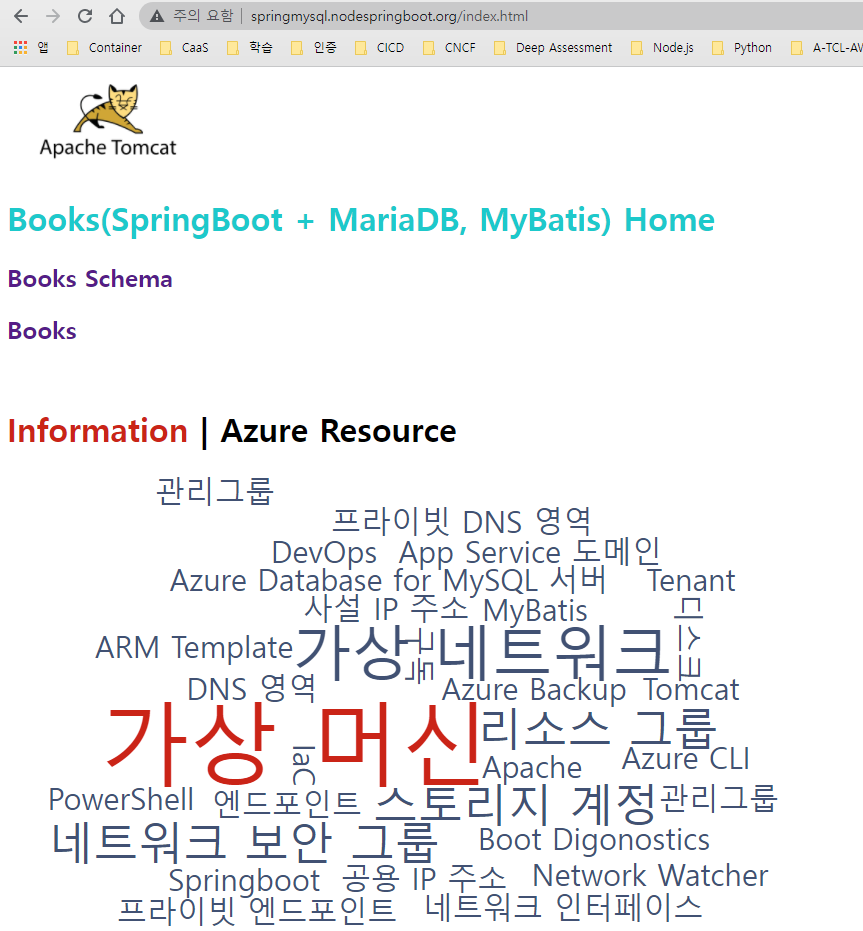 주의 요함 | springmysql.nodespringboot.org/index.html
앱 Container CaaS 학습 인증 CICD CNCF Deep Assessment Node.js Python A-TCL-AW
Apache Tomcat
Books(SpringBoot + MariaDB, MyBatis) Home
Books Schema
Books
Information | Azure Resource
관리그룹
프라이빗 DNS 영역
DevOps App Service 도메인
Azure Database for MySQL 서버 Tenant
사설 IP 주소 MyBatis
디스크
ARM Template 가상 네트워크
구독
DNS 영역 Azure Backup Tomcat
가상 머신 리소스 그룹
IaC
Apache Azure CLI
PowerShell 엔드포인트 스토리지 계정 관리그룹
네트워크 보안 그룹 Boot Digonostics
Springboot 공용 IP 주소 Network Watcher
프라이빗 엔드포인트 네트워크 인터페이스